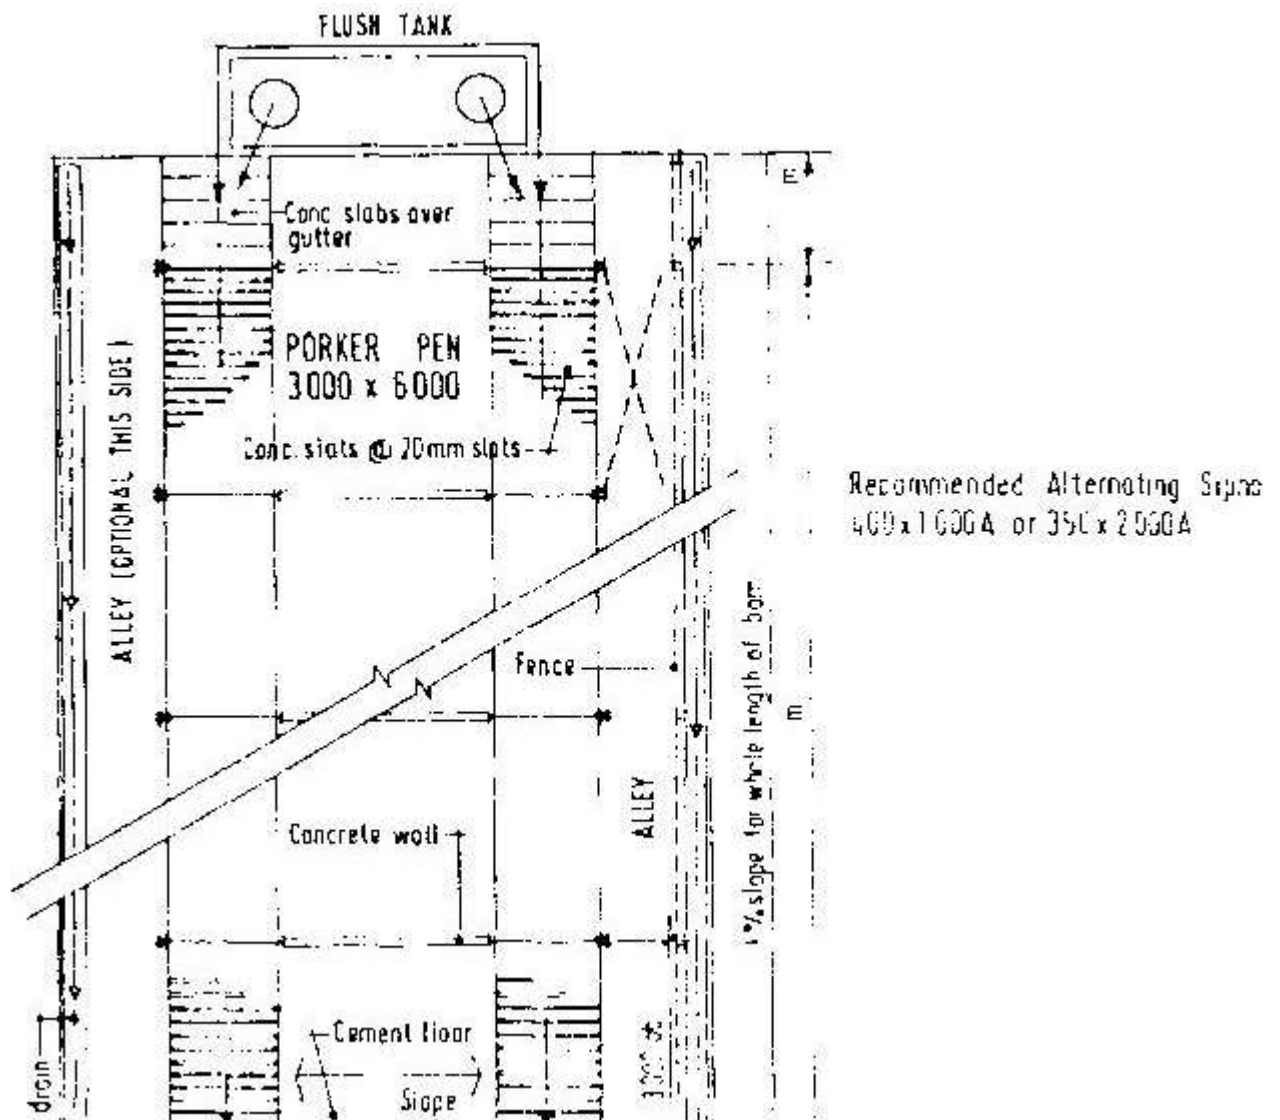 FLUSH TANK
Conc. slabs over
gutter
PORKER PEN
3000 x 6000
ALLEY (OPTIONAL THIS SIDE)
Conc. slats @ 20mm slots
Recommended Alternating
Fence
m
m
1% slope for whole length of barn
ALLEY
Concrete wall
Cement floor
Slope
drain